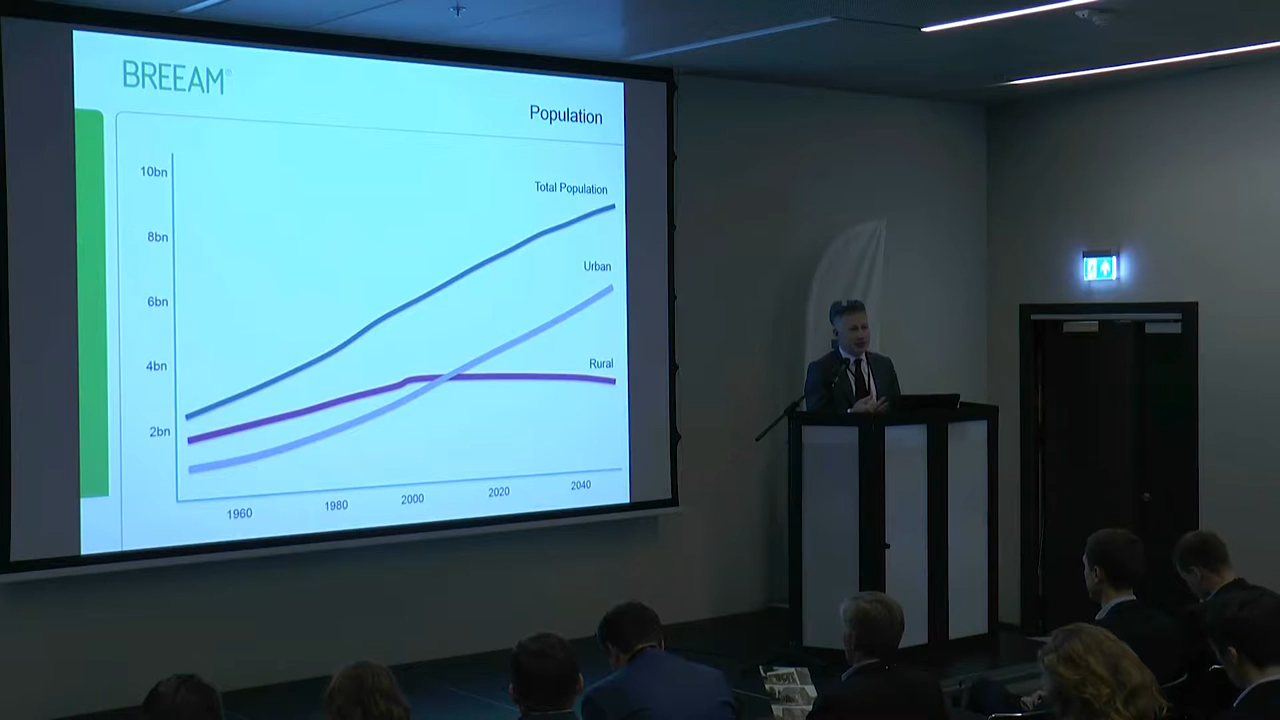 BREEAM®
Population
10bn
Total Population
8bn
Urban
6bn
4bn
Rural
2bn
1960
1980
2000
2020
2040